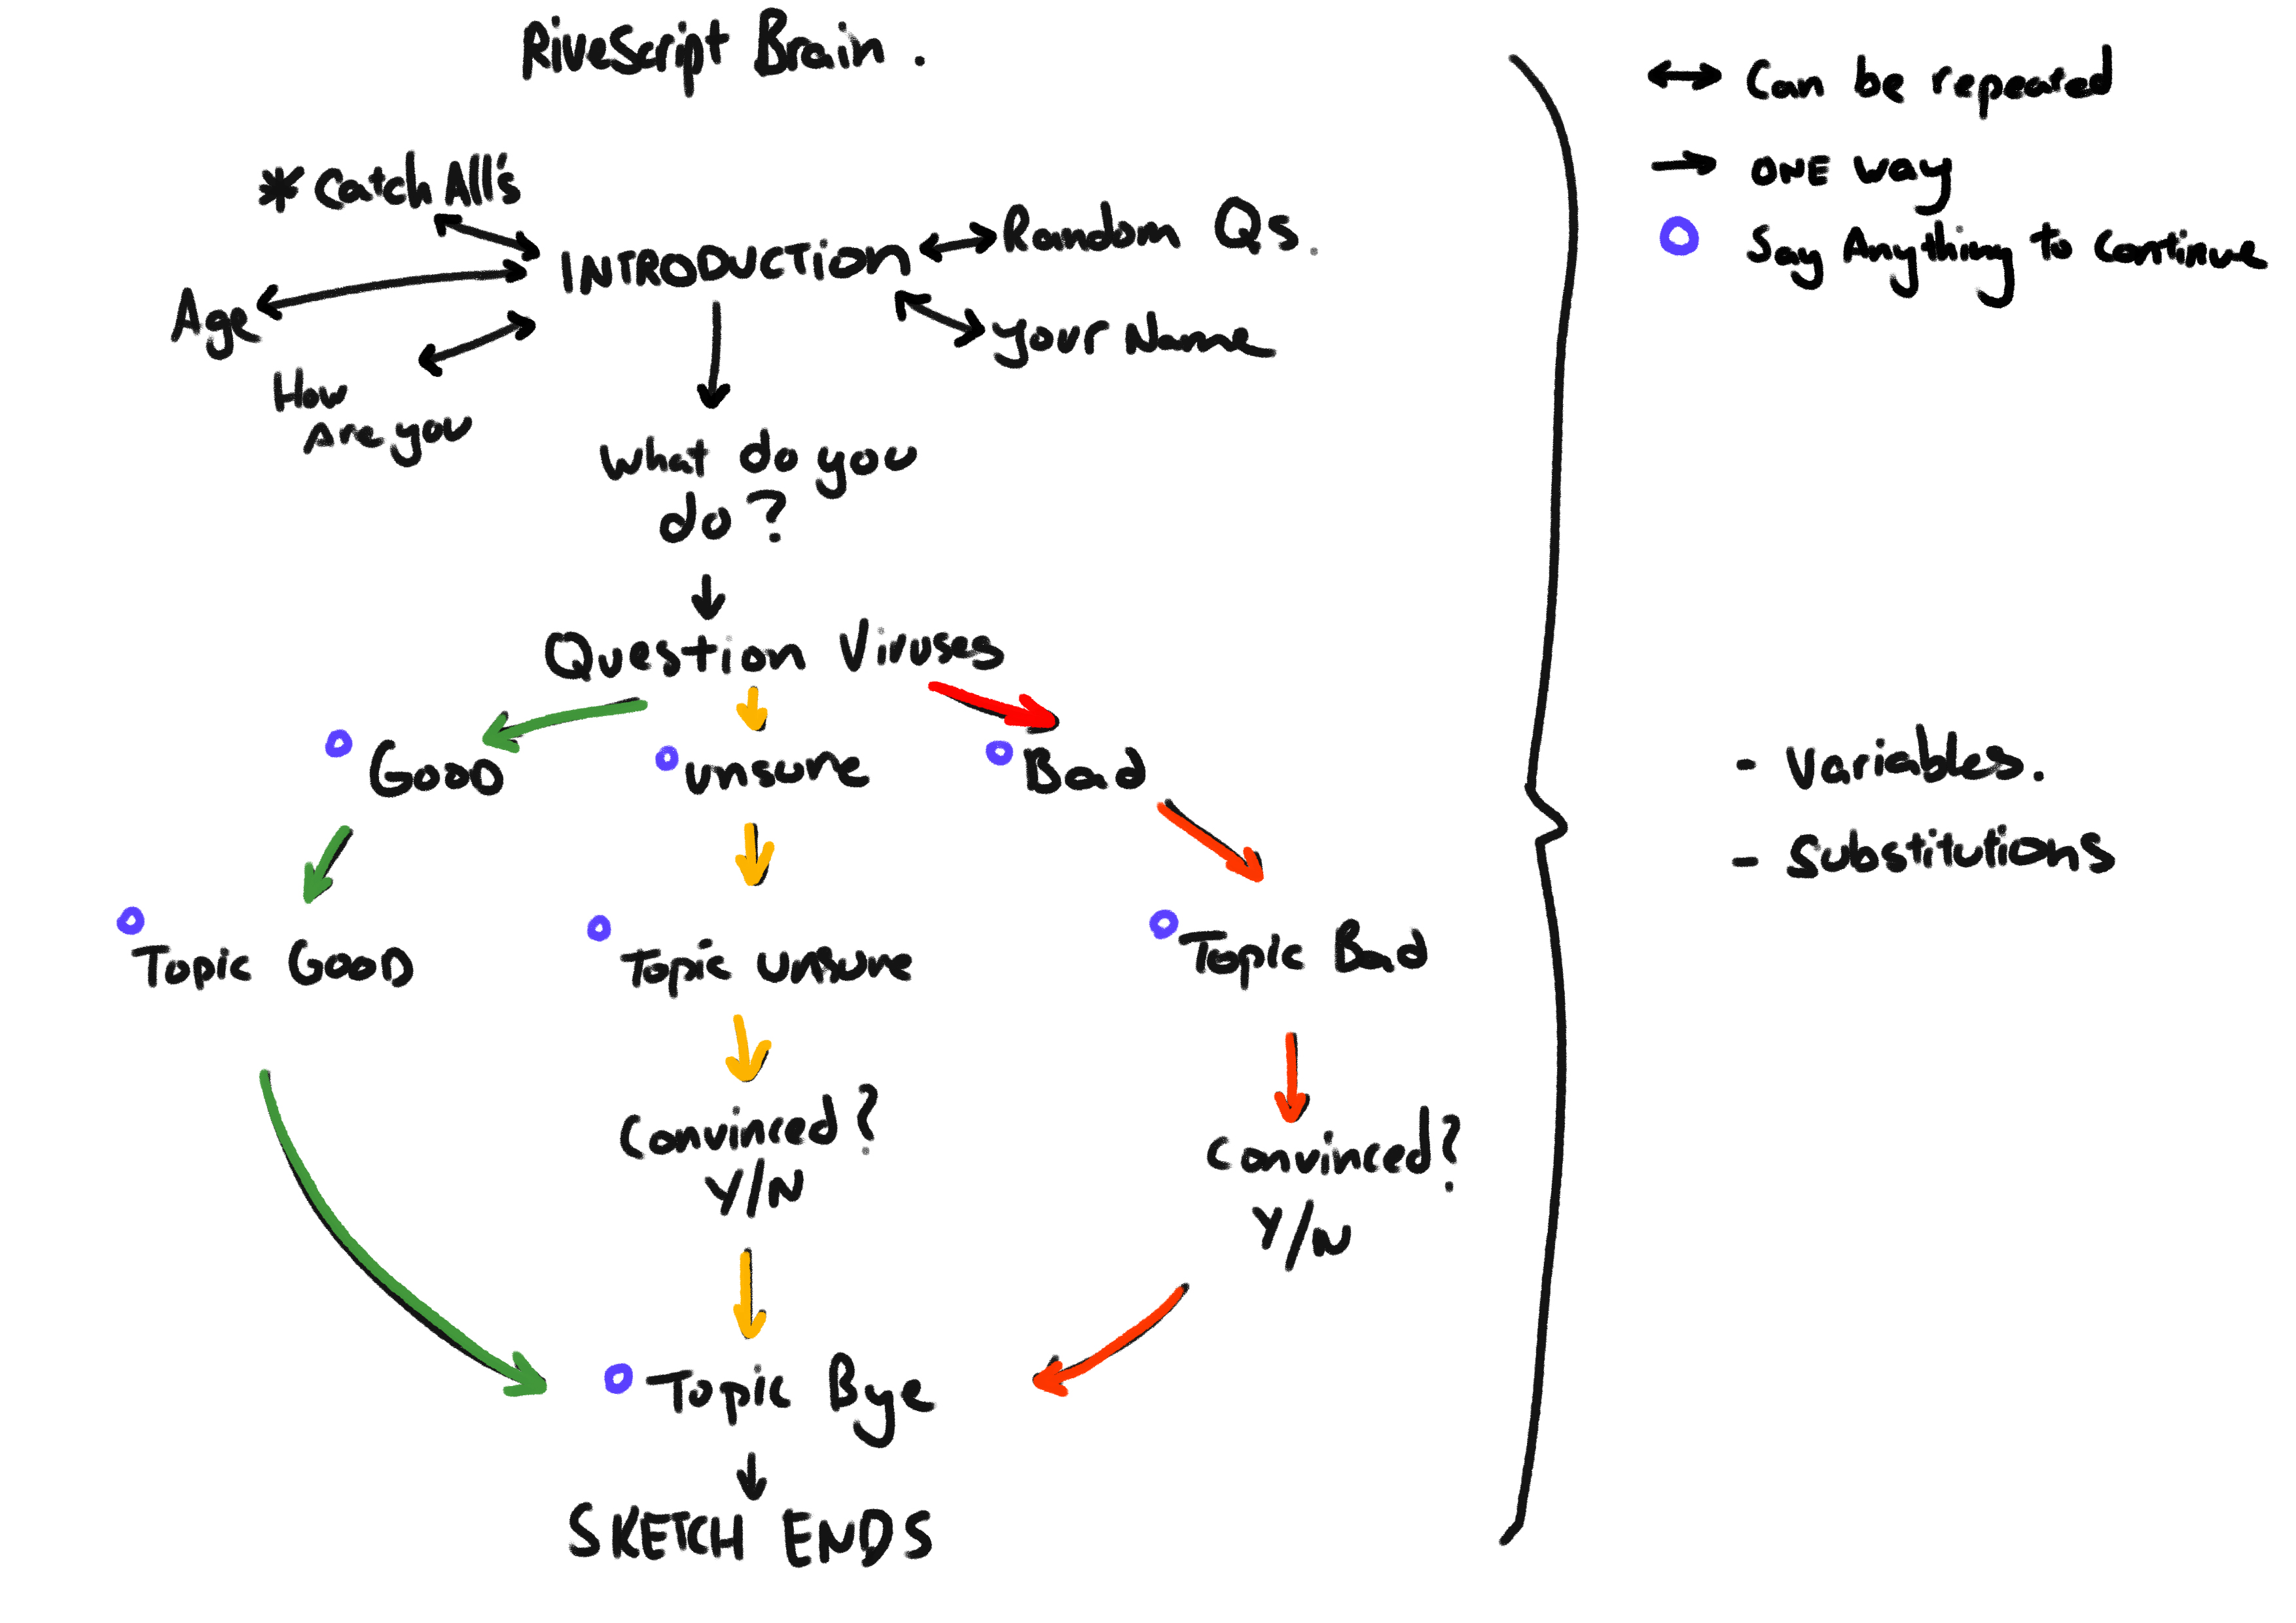 RiveScript Brain.
* Catch All's
INTRODUCTION
Random Qs.
Age
Your Name
How
Are you
What do you
do?
Question Viruses
Good
unsure
Bad
Topic Good
Topic unsure
Topic Bad
Convinced?
Y/N
Convinced?
Y/N
Topic Bye
SKETCH ENDS
Can be repeated
ONE way
Say Anything to Continue
- Variables.
- Substitutions